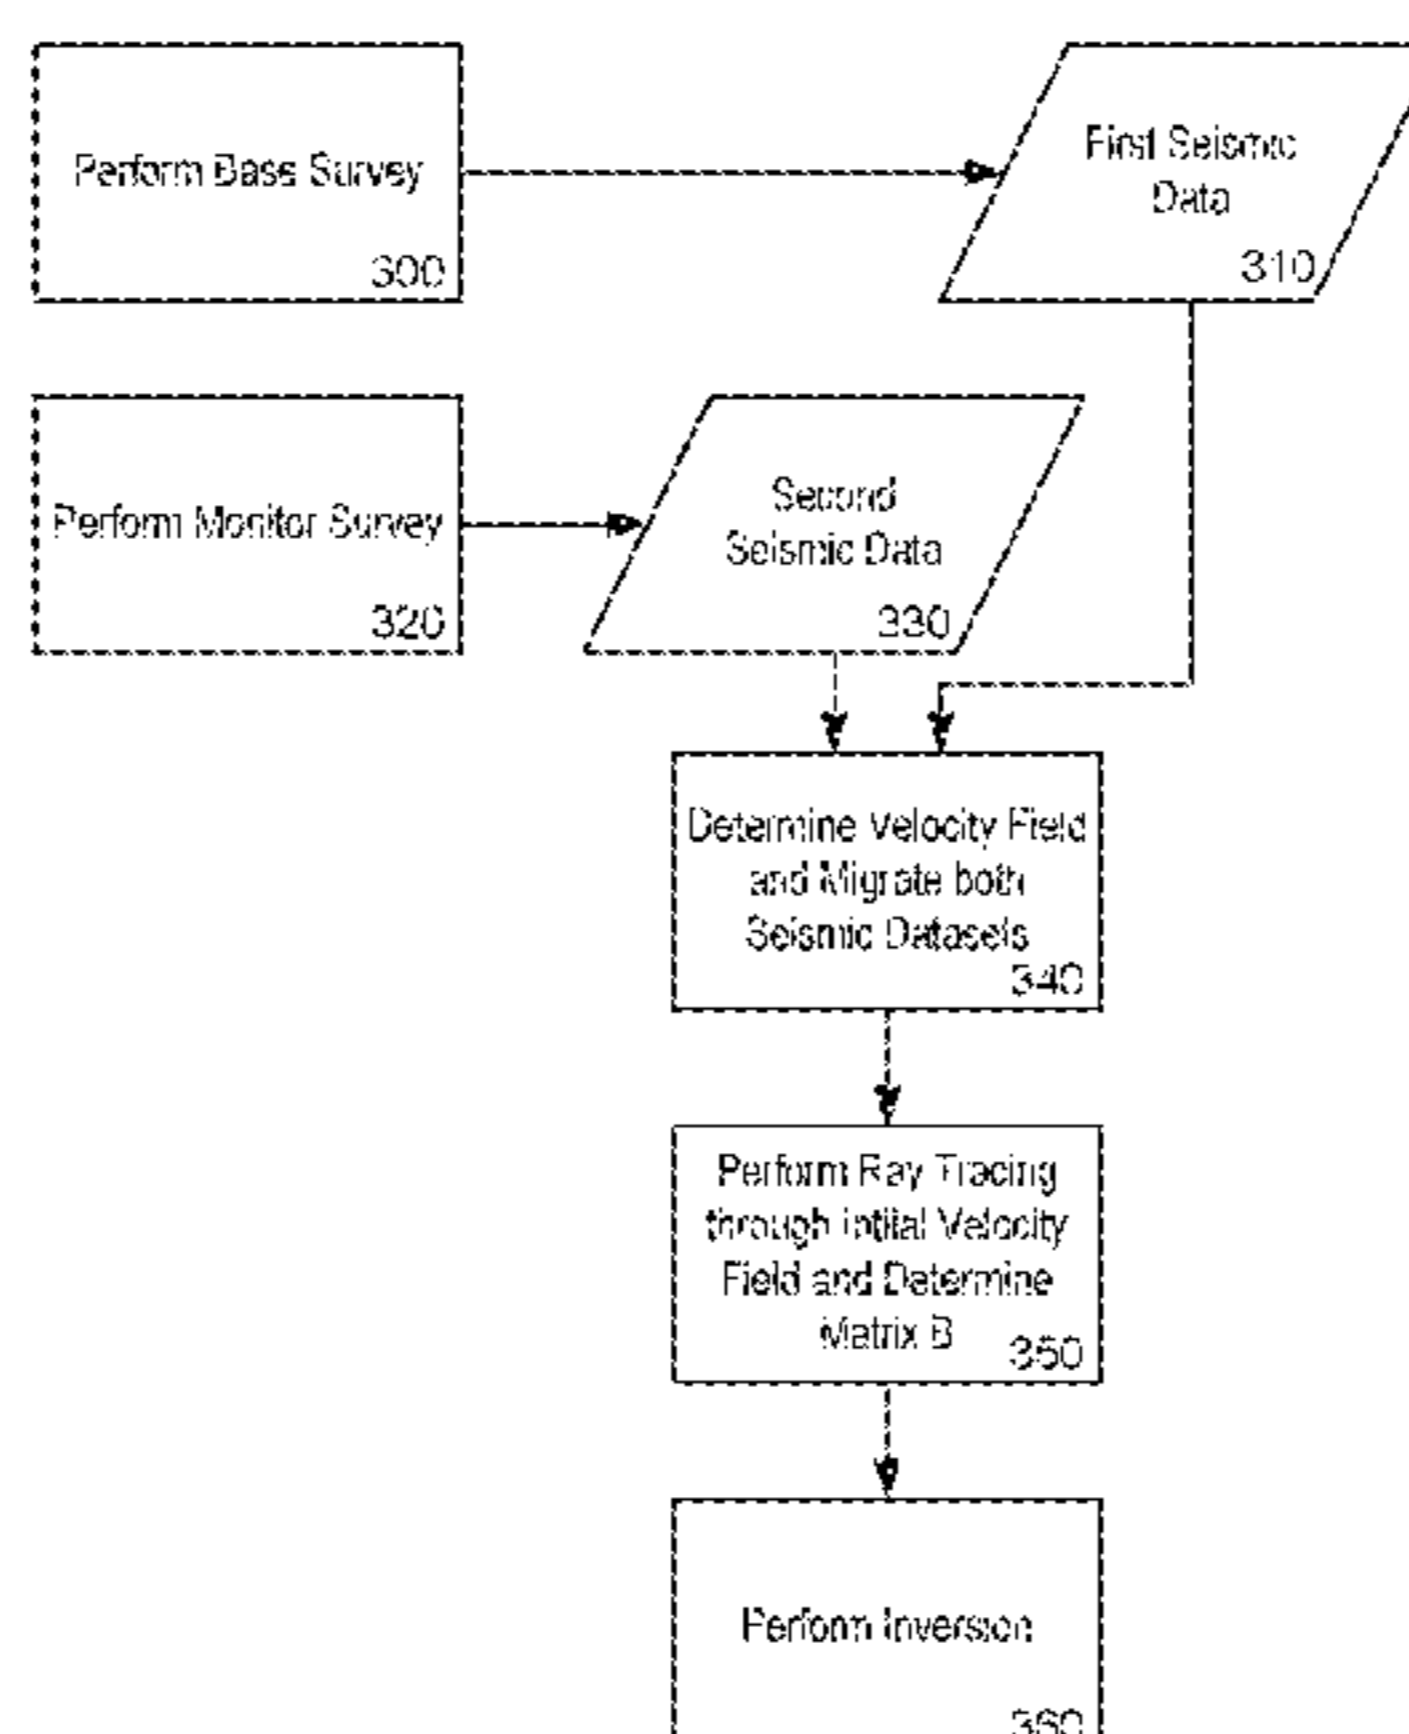 Perform Base Survey
300
First Seismic
Data
310
Perform Monitor Survey
320
Second
Seismic Data
330
Determine Velocity Field
and Migrate both
Seismic Datasets
340
Perform Ray Tracing
through Intital Velocity
Field and Determine
Matrix B
350
Perform Inversion
360